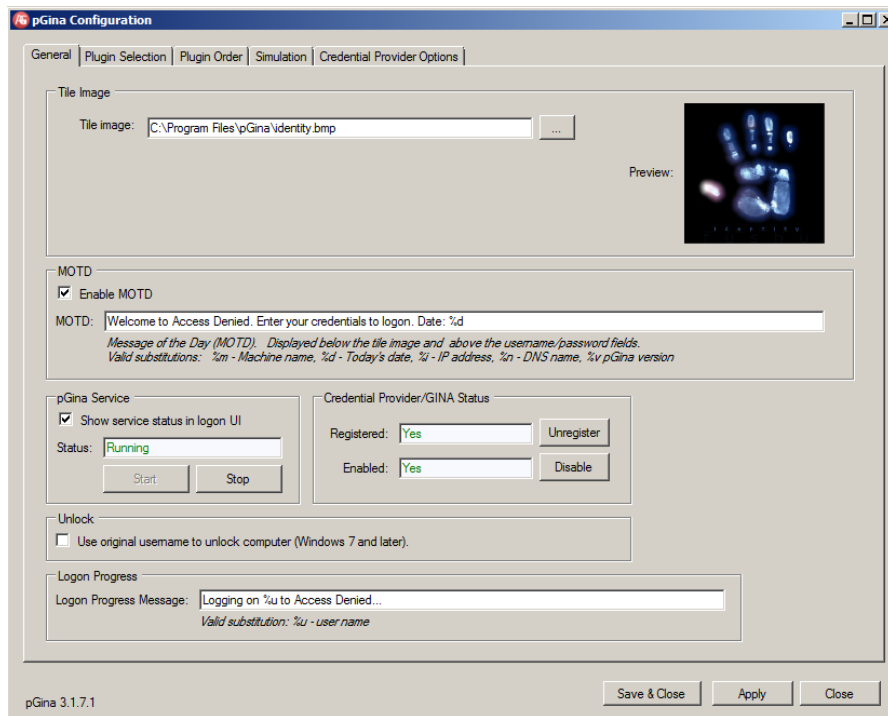 pGina Configuration
General Plugin Selection Plugin Order Simulation Credential Provider Options
Tile Image
Tile image: C:\Program Files\pGina\identity.bmp ...
Preview:
I D E N T I T Y
MOTD
Enable MOTD
MOTD: Welcome to Access Denied. Enter your credentials to logon. Date: %d
Message of the Day (MOTD). Displayed below the tile image and above the username/password fields.
Valid substitutions: %m - Machine name, %d - Today's date, %i - IP address, %n - DNS name, %v pGina version
pGina Service Credential Provider/GINA Status
Show service status in logon UI
Registered: Yes Unregister
Status: Running
Enabled: Yes Disable
Start Stop
Unlock
Use original username to unlock computer (Windows 7 and later).
Logon Progress
Logon Progress Message: Logging on %u to Access Denied...
Valid substitution: %u - user name
Save & Close Apply Close
pGina 3.1.7.1